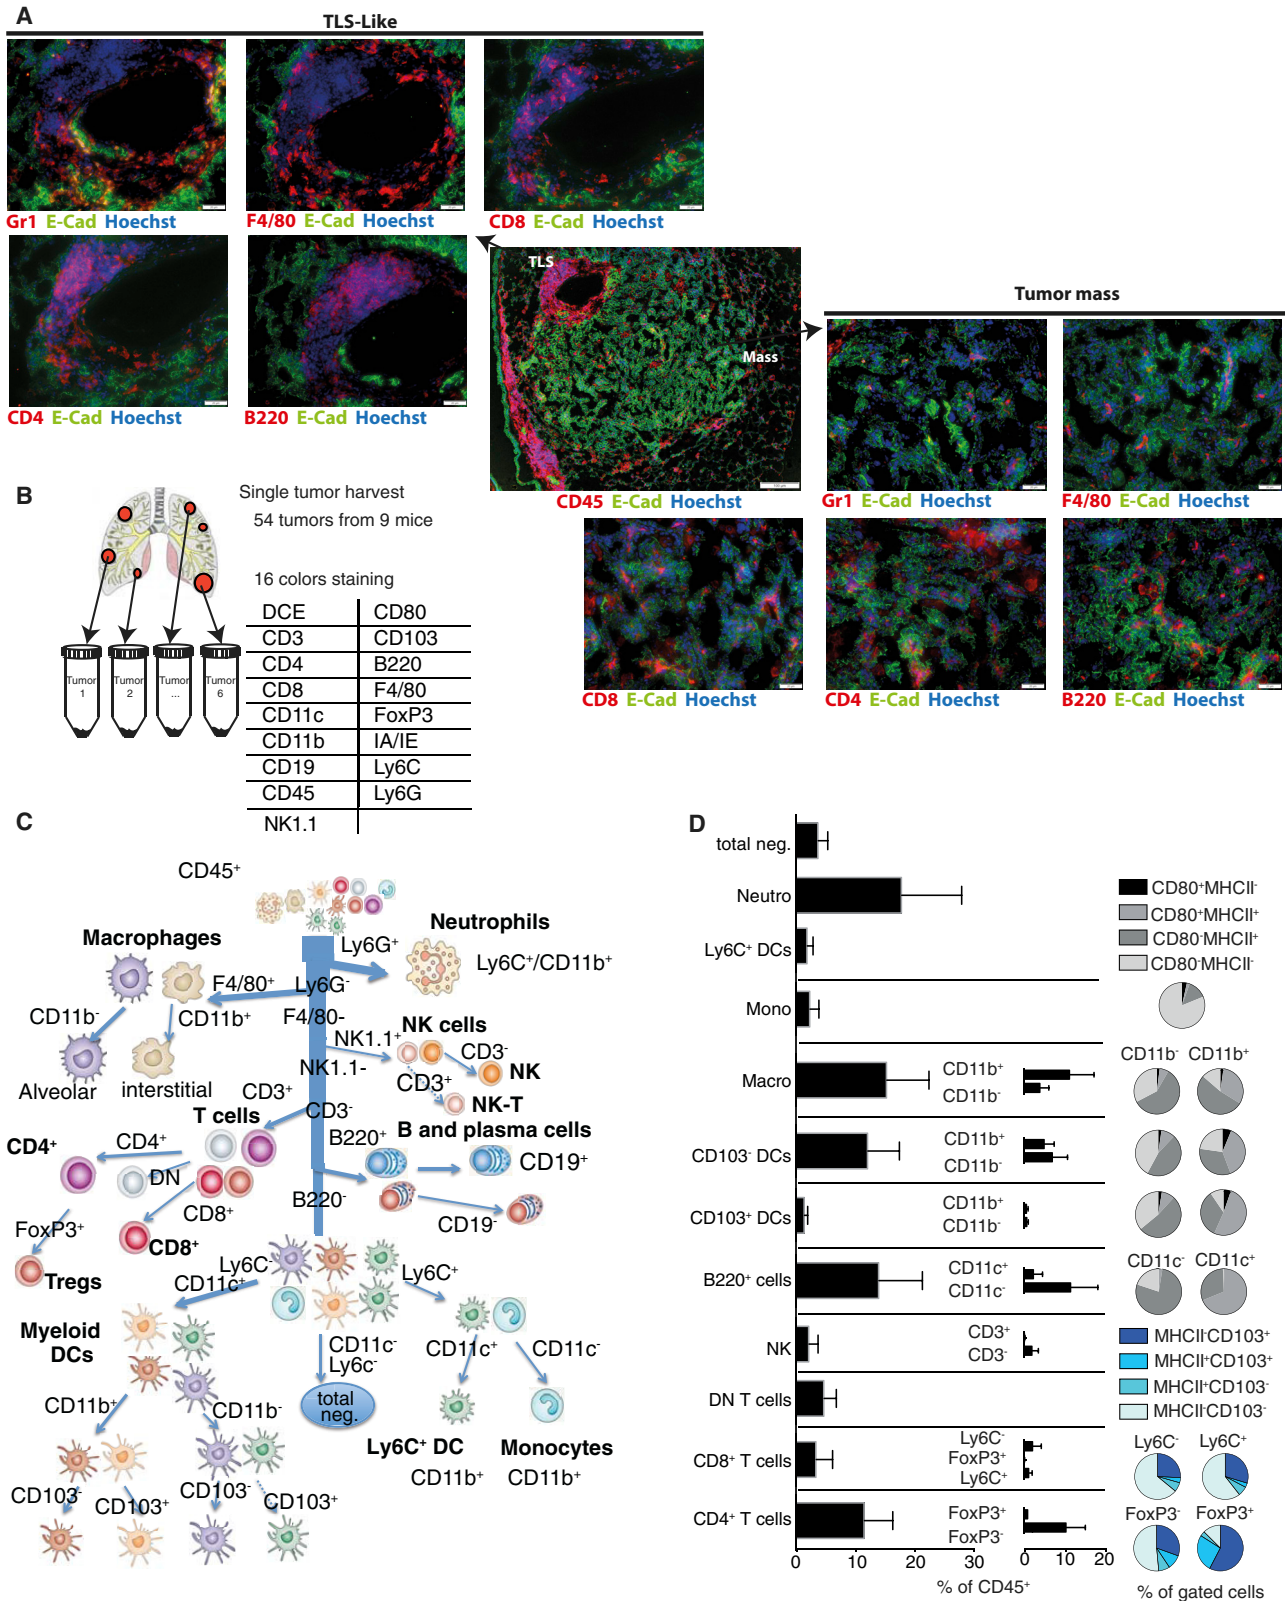 A
TLS-Like
Gr1 E-Cad Hoechst
F4/80 E-Cad Hoechst
CD8 E-Cad Hoechst
CD4 E-Cad Hoechst
B220 E-Cad Hoechst
TLS
Mass
CD45 E-Cad Hoechst
Tumor mass
Gr1 E-Cad Hoechst
F4/80 E-Cad Hoechst
CD8 E-Cad Hoechst
CD4 E-Cad Hoechst
B220 E-Cad Hoechst
B
Single tumor harvest
54 tumors from 9 mice
Tumor 1
Tumor 2
Tumor ...
Tumor 6
16 colors staining
DCE CD80
CD3 CD103
CD4 B220
CD8 F4/80
CD11c FoxP3
CD11b IA/IE
CD19 Ly6C
CD45 Ly6G
NK1.1
C
CD45⁺
Macrophages
Neutrophils
Ly6G⁺
Ly6C⁺/CD11b⁺
F4/80⁺
Ly6G⁻
CD11b⁻
CD11b⁺
F4/80-
NK1.1⁺
NK cells
CD3⁻
NK
Alveolar
interstitial
NK1.1-
CD3⁺
NK-T
CD3⁺
CD3⁻
T cells
B220⁺
B and plasma cells
CD19⁺
CD4⁺
CD4⁺
DN
CD8⁺
B220⁻
CD19⁻
FoxP3⁺
CD8⁺
Tregs
Ly6C⁻
CD11c⁺
Ly6C⁺
Myeloid
DCs
CD11c⁻
Ly6c⁻
CD11c⁺
CD11c⁻
total
neg.
CD11b⁺
CD11b⁻
Ly6C⁺ DC
Monocytes
CD11b⁺
CD11b⁺
CD103⁻
CD103⁺
CD103⁻
CD103⁺
D
total neg.
Neutro
Ly6C⁺ DCs
Mono
Macro
CD11b⁺
CD11b⁻
CD103⁻ DCs
CD11b⁺
CD11b⁻
CD103⁺ DCs
CD11b⁺
CD11b⁻
B220⁺ cells
CD11c⁺
CD11c⁻
NK
CD3⁺
CD3⁻
DN T cells
CD8⁺ T cells
Ly6C⁻
FoxP3⁺
Ly6C⁺
CD4⁺ T cells
FoxP3⁺
FoxP3⁻
0 10 20 30
% of CD45⁺
0 10 20
CD80⁺MHCII⁻
CD80⁺MHCII⁺
CD80⁻MHCII⁺
CD80⁻MHCII⁻
CD11b⁻ CD11b⁺
CD11c⁻ CD11c⁺
MHCII⁻CD103⁺
MHCII⁺CD103⁺
MHCII⁺CD103⁻
MHCII⁻CD103⁻
Ly6C⁻ Ly6C⁺
FoxP3⁻ FoxP3⁺
% of gated cells